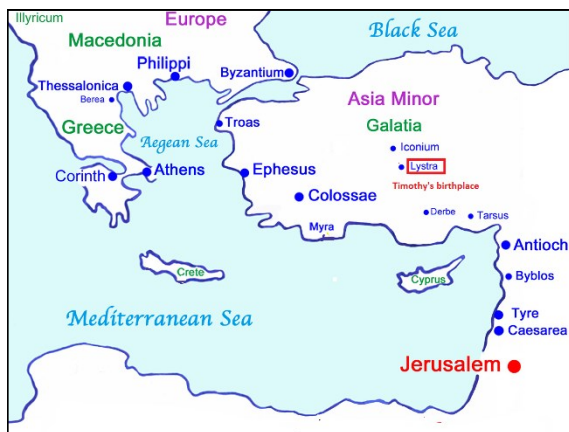 Illyricum
Europe
Black Sea
Macedonia
Philippi
Byzantium
Thessalonica
Berea
Asia Minor
Troas
Galatia
Greece
Aegean Sea
Iconium
Lystra
Timothy's birthplace
Corinth
Athens
Ephesus
Colossae
Derbe
Tarsus
Myra
Antioch
Crete
Cyprus
Byblos
Mediterranean Sea
Tyre
Caesarea
Jerusalem